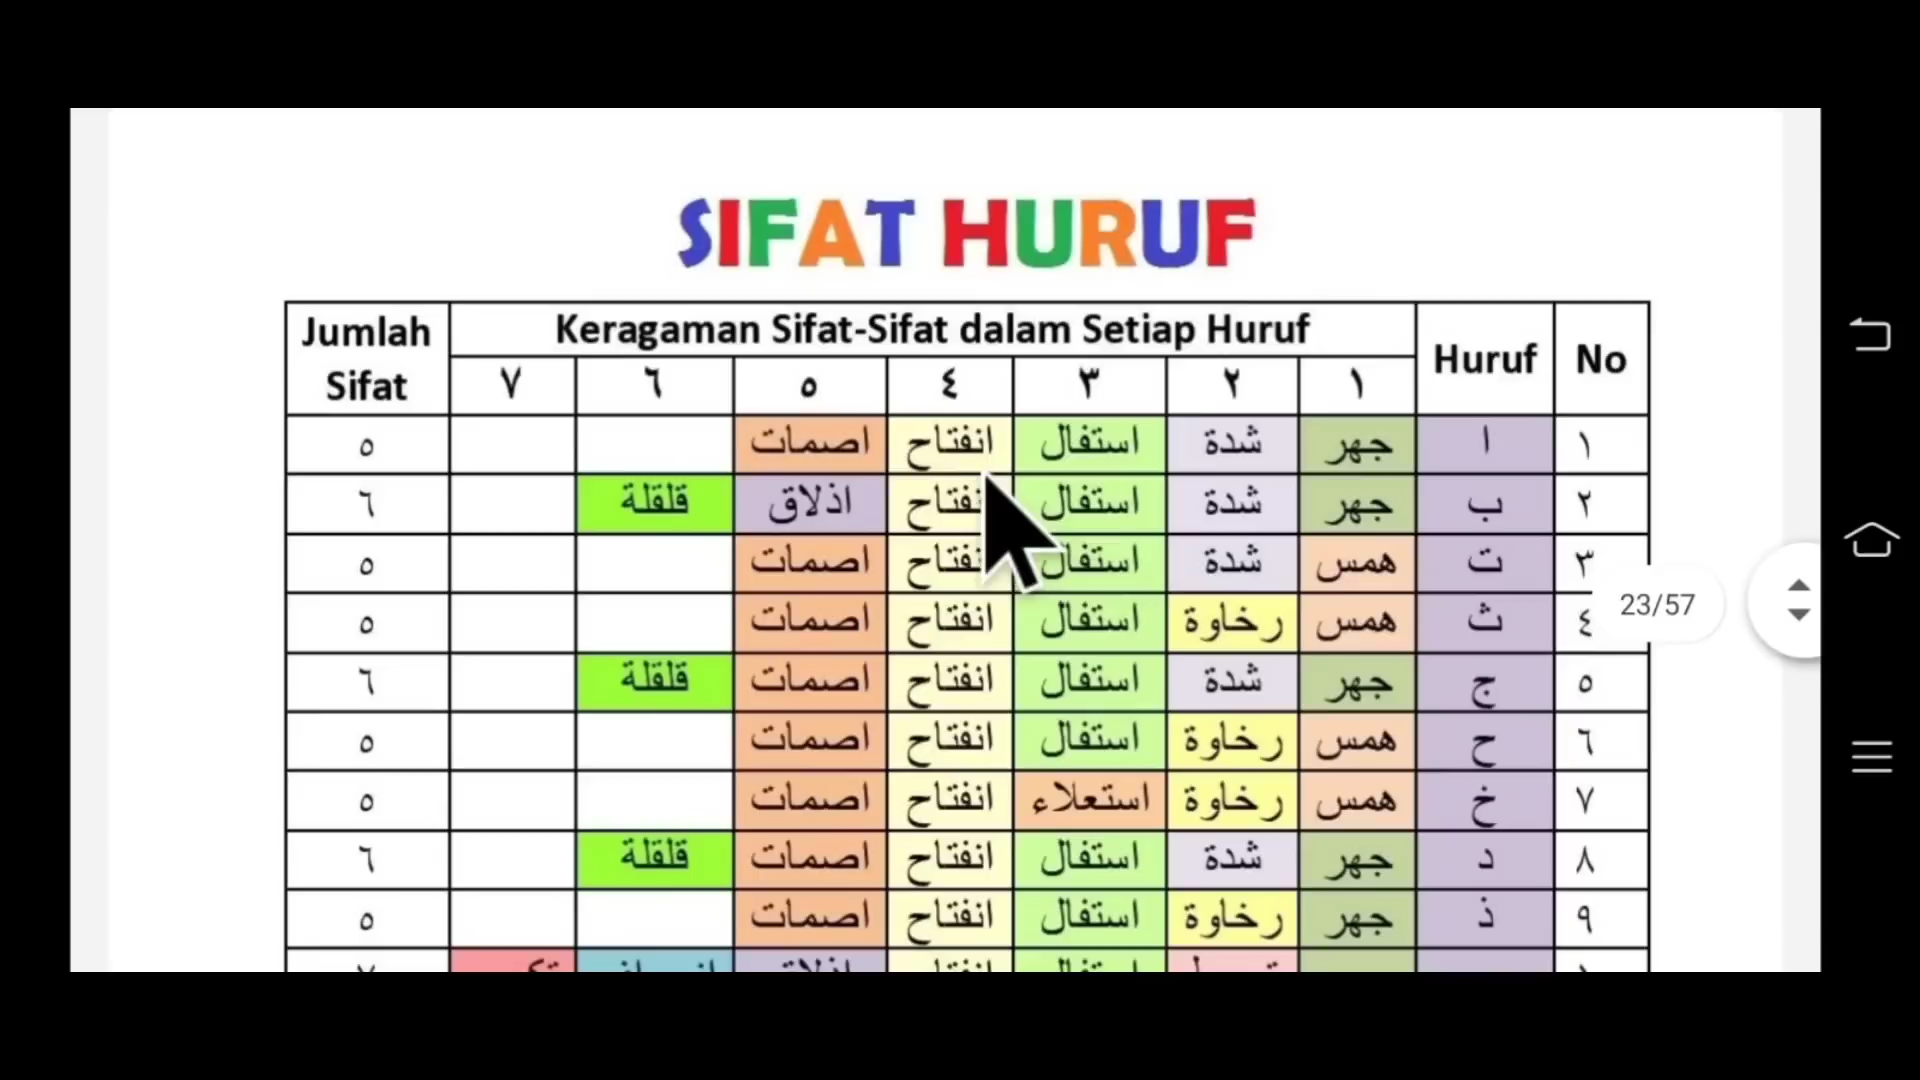 SIFAT HURUF
No Huruf Keragaman Sifat-Sifat dalam Setiap Huruf Jumlah Sifat
١ ٢ ٣ ٤ ٥ ٦ ٧
١ ا جهر شدة استفال انفتاح اصمات ٥
٢ ب جهر شدة استفال انفتاح اذلاق قلقلة ٦
٣ ت همس شدة استفال انفتاح اصمات ٥
٤ ث همس رخاوة استفال انفتاح اصمات ٥
٥ ج جهر شدة استفال انفتاح اصمات قلقلة ٦
٦ ح همس رخاوة استفال انفتاح اصمات ٥
٧ خ همس رخاوة استعلاء انفتاح اصمات ٥
٨ د جهر شدة استفال انفتاح اصمات قلقلة ٦
٩ ذ جهر رخاوة استفال انفتاح اصمات ٥
23/57